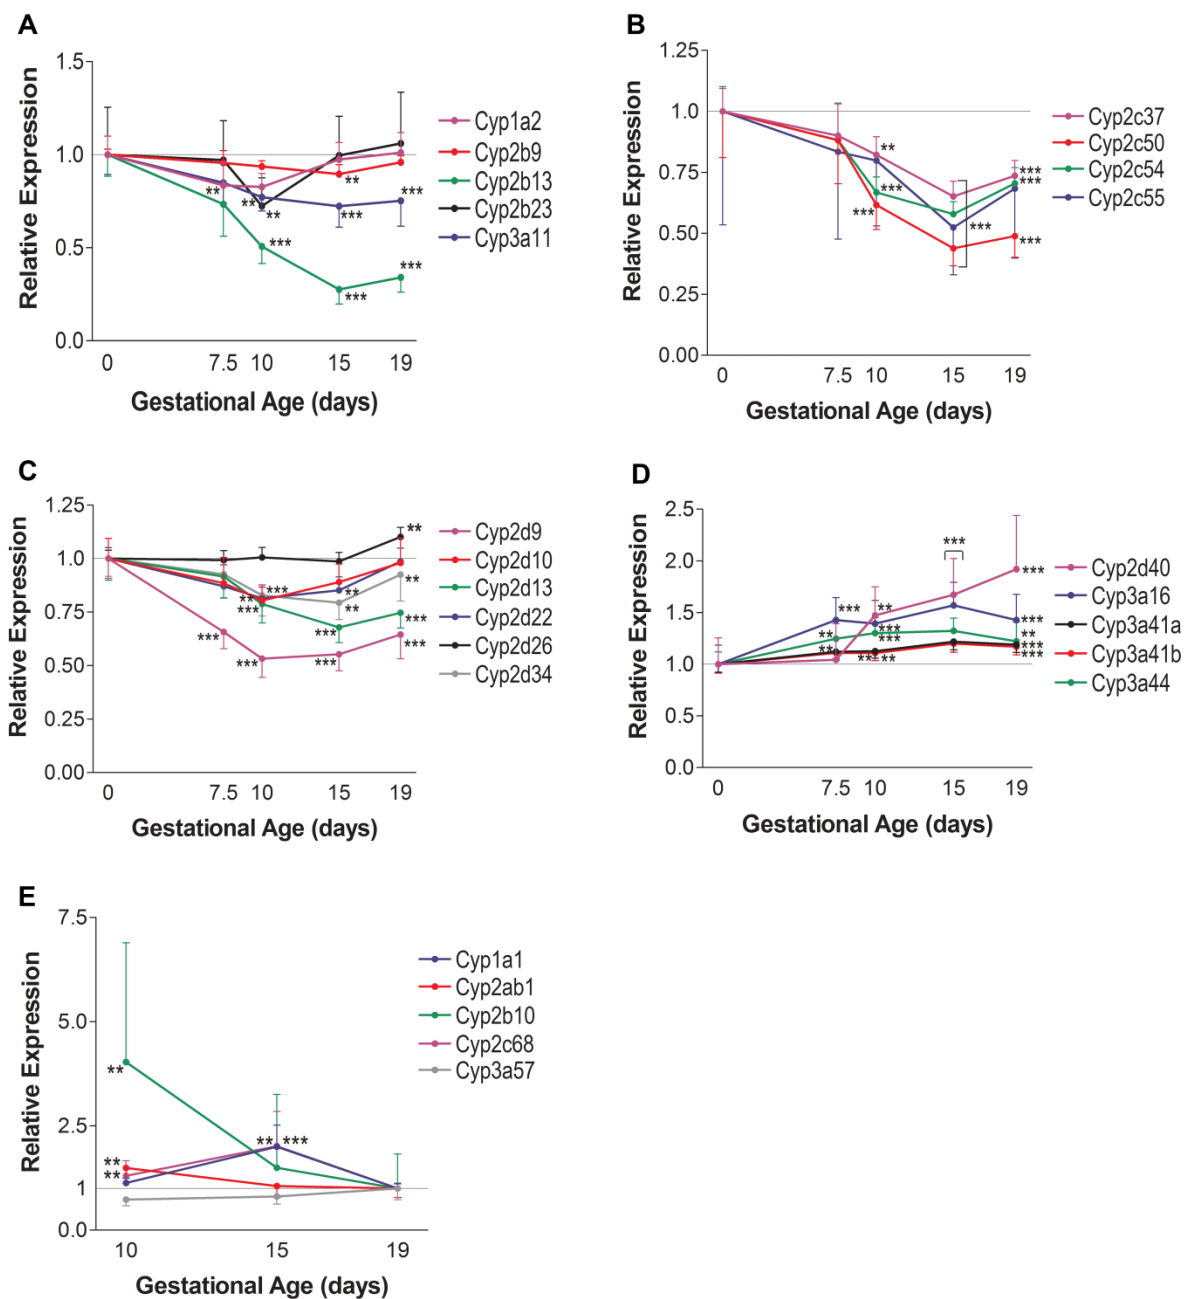 A
Relative Expression
1.5
1.0
0.5
0.0
0
7.5
10
15
19
Gestational Age (days)
**
**
**
***
**
***
***
***
***
Cyp1a2
Cyp2b9
Cyp2b13
Cyp2b23
Cyp3a11
B
Relative Expression
1.25
1.0
0.75
0.50
0.25
0.00
0
7.5
10
15
19
Gestational Age (days)
**
***
***
***
***
***
***
Cyp2c37
Cyp2c50
Cyp2c54
Cyp2c55
C
Relative Expression
1.25
1.0
0.75
0.50
0.25
0.00
0
7.5
10
15
19
Gestational Age (days)
***
**
***
***
***
**
**
***
***
**
**
***
***
Cyp2d9
Cyp2d10
Cyp2d13
Cyp2d22
Cyp2d26
Cyp2d34
D
Relative Expression
2.5
2.0
1.5
1.0
0.5
0.0
0
7.5
10
15
19
Gestational Age (days)
***
**
**
**
***
***
**
**
***
***
***
**
***
***
Cyp2d40
Cyp3a16
Cyp3a41a
Cyp3a41b
Cyp3a44
E
Relative Expression
7.5
5.0
2.5
1
0.0
10
15
19
Gestational Age (days)
**
**
**
**
***
Cyp1a1
Cyp2ab1
Cyp2b10
Cyp2c68
Cyp3a57